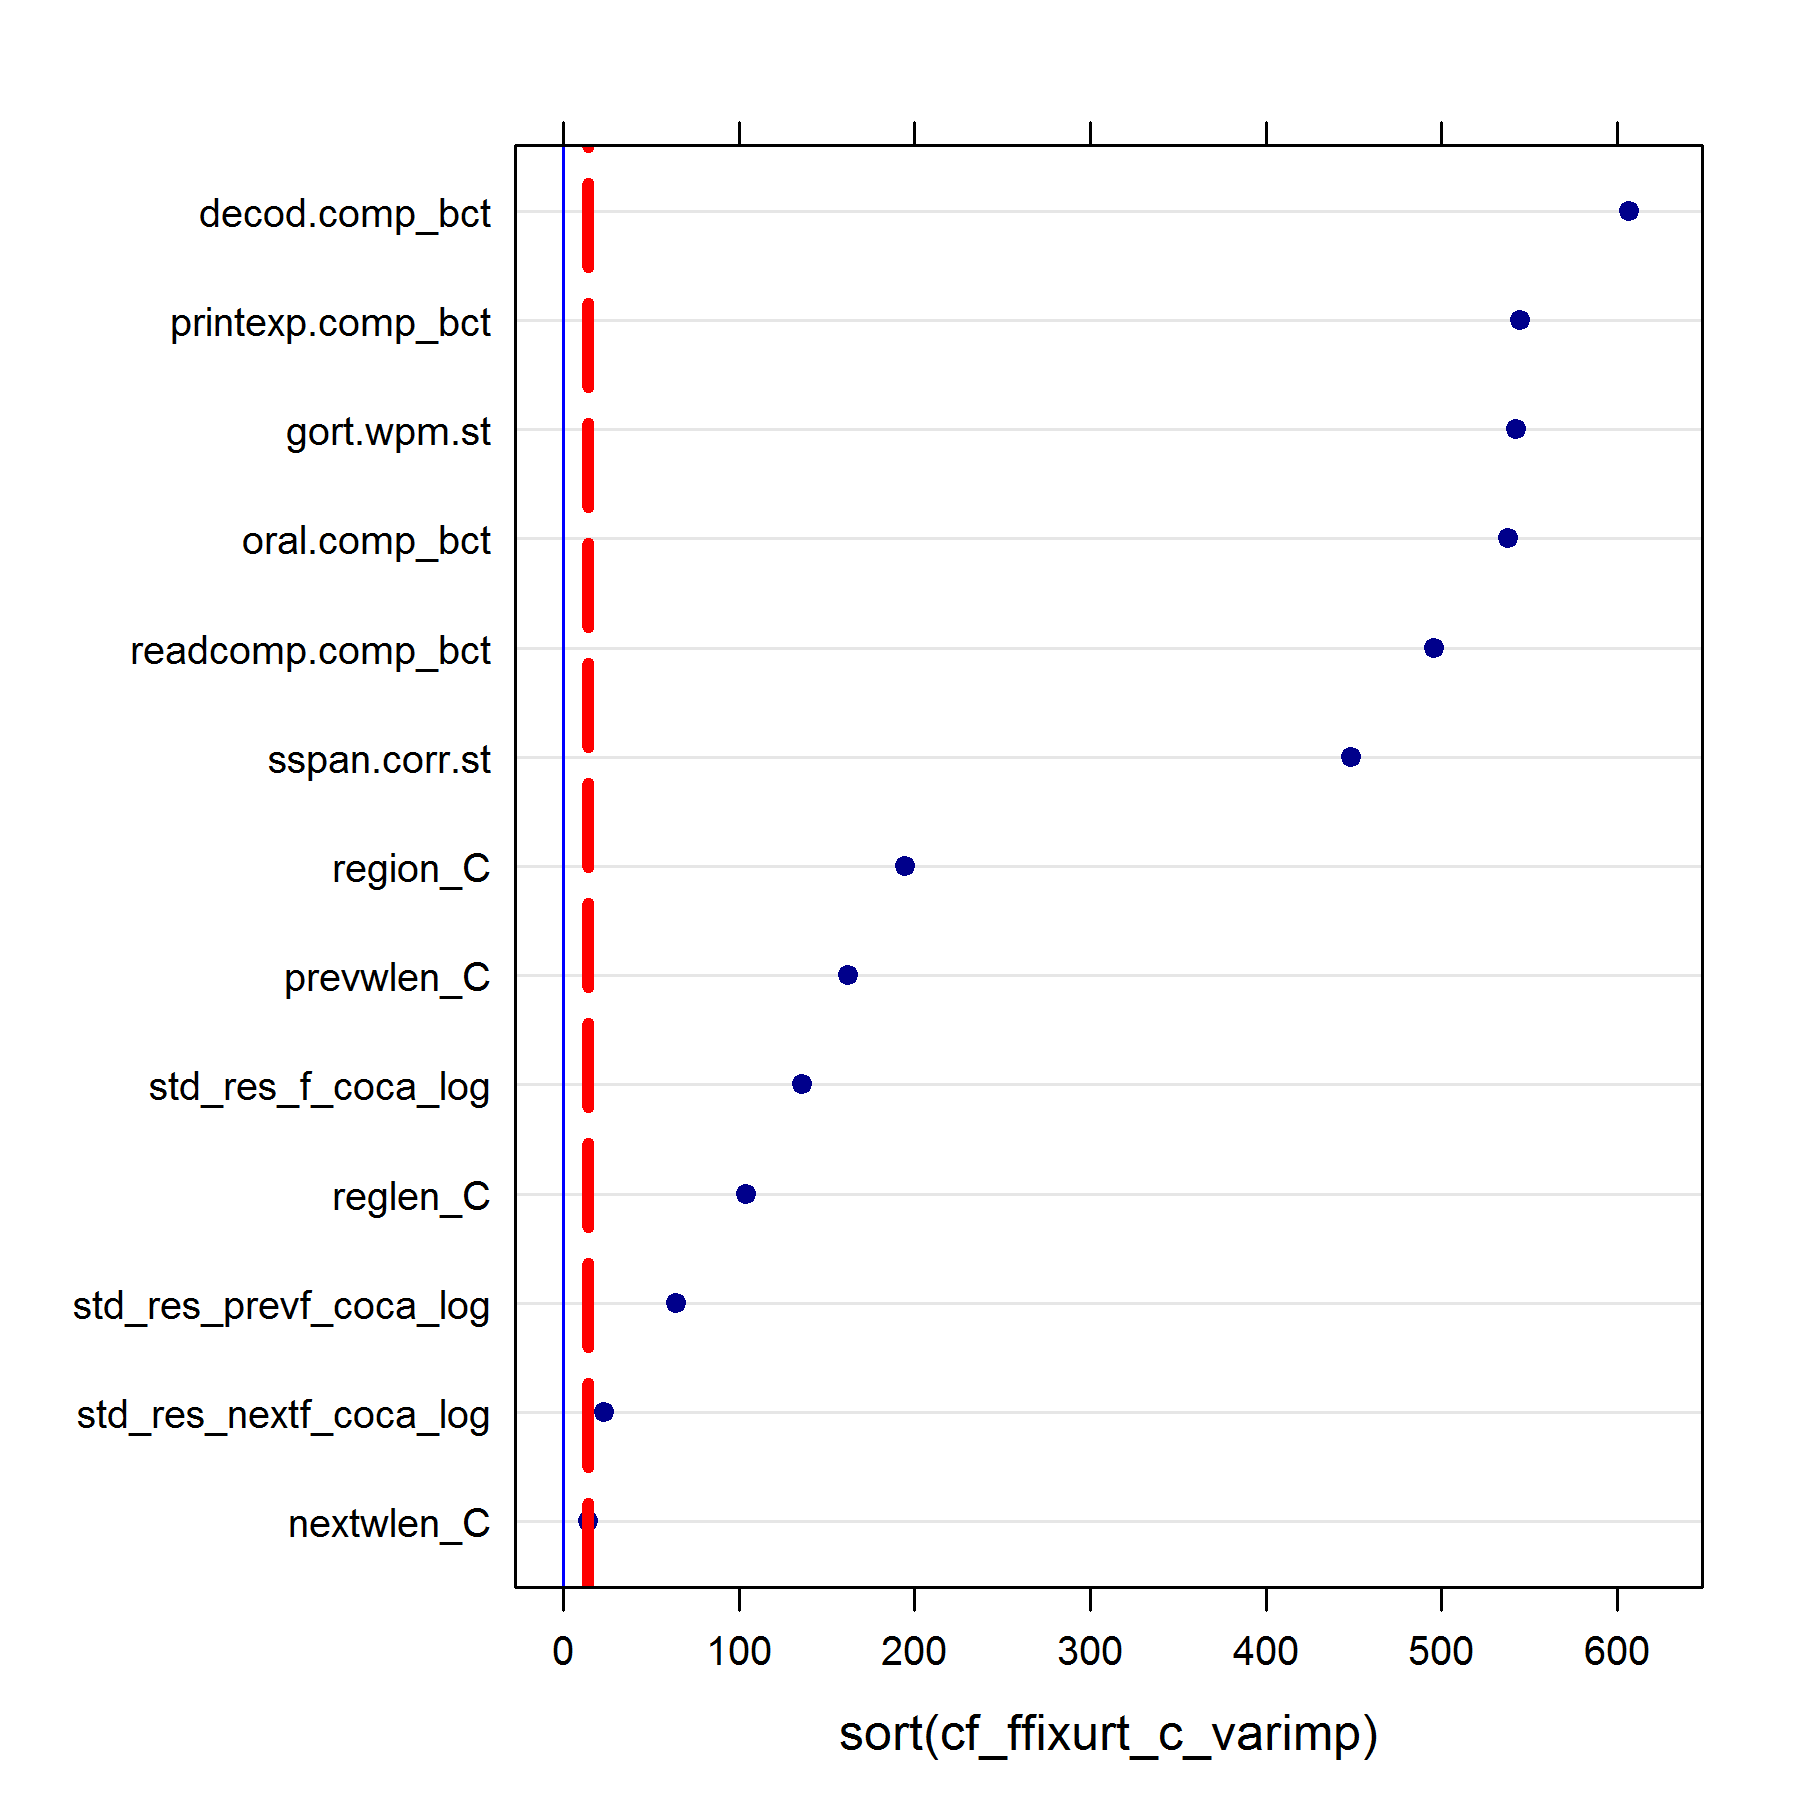 decod.comp_bct
printexp.comp_bct
gort.wpm.st
oral.comp_bct
readcomp.comp_bct
sspan.corr.st
region_C
prevwlen_C
std_res_f_coca_log
reglen_C
std_res_prevf_coca_log
std_res_nextf_coca_log
nextwlen_C
0 100 200 300 400 500 600
sort(cf_ffixurt_c_varimp)